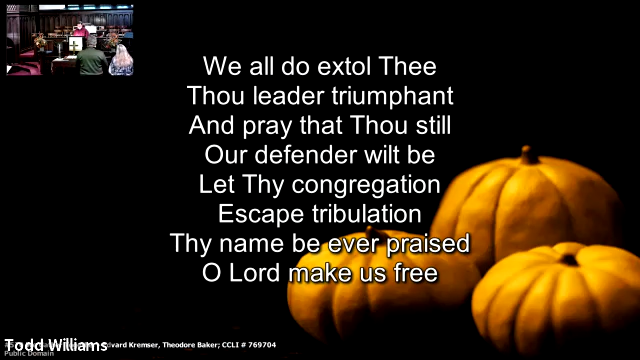 We all do extol Thee
Thou leader triumphant
And pray that Thou still
Our defender wilt be
Let Thy congregation
Escape tribulation
Thy name be ever praised
O Lord make us free
Todd Williams
dvard Kremser, Theodore Baker; CCLI # 769704
Public Domain